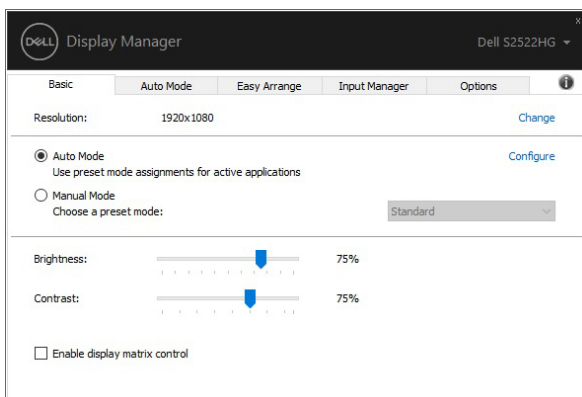 DELL Display Manager Dell S2522HG
x
Basic Auto Mode Easy Arrange Input Manager Options
Resolution: 1920x1080 Change
Auto Mode Configure
Use preset mode assignments for active applications
Manual Mode
Choose a preset mode: Standard
Brightness: 75%
Contrast: 75%
Enable display matrix control